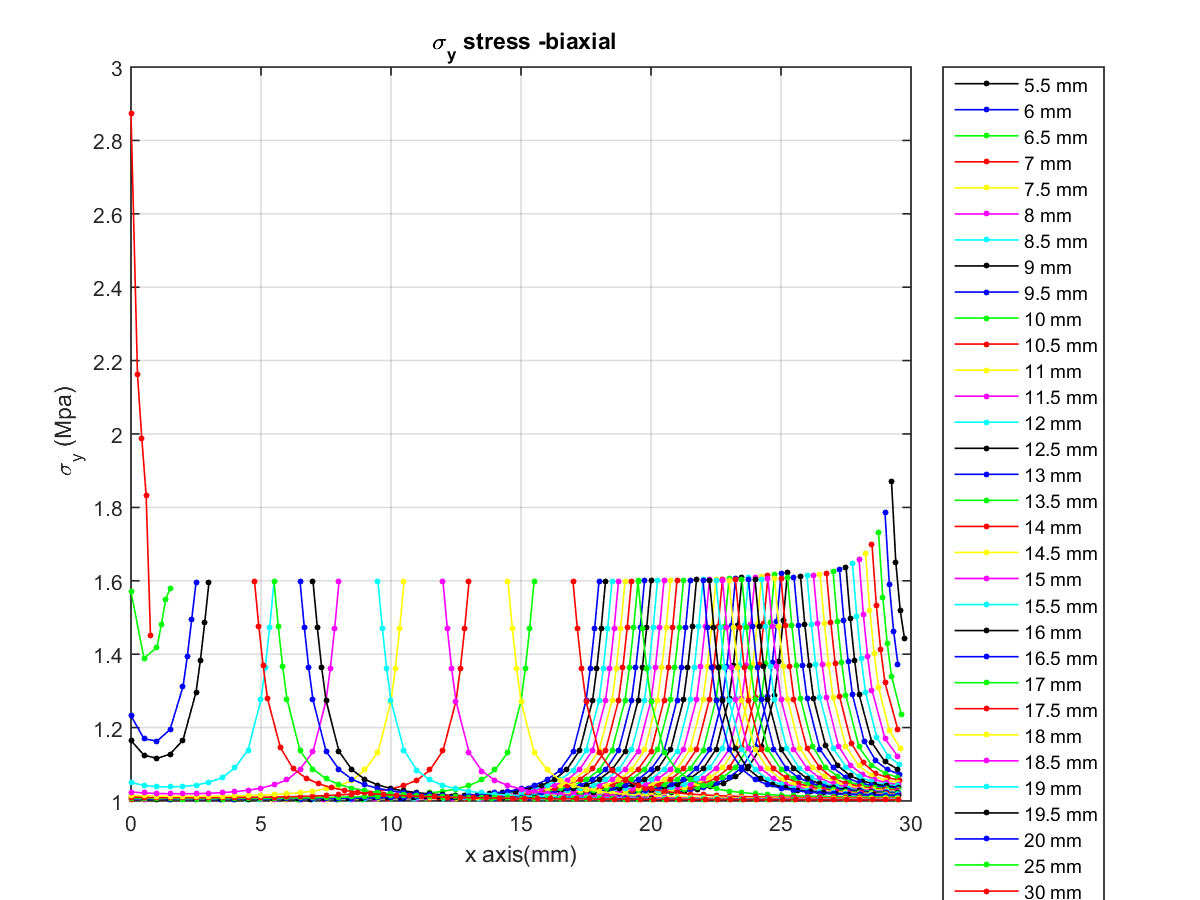 σy stress -biaxial
3
2.8
2.6
2.4
2.2
2
1.8
1.6
1.4
1.2
1
σy (Mpa)
0 5 10 15 20 25 30
x axis(mm)
5.5 mm
6 mm
6.5 mm
7 mm
7.5 mm
8 mm
8.5 mm
9 mm
9.5 mm
10 mm
10.5 mm
11 mm
11.5 mm
12 mm
12.5 mm
13 mm
13.5 mm
14 mm
14.5 mm
15 mm
15.5 mm
16 mm
16.5 mm
17 mm
17.5 mm
18 mm
18.5 mm
19 mm
19.5 mm
20 mm
25 mm
30 mm